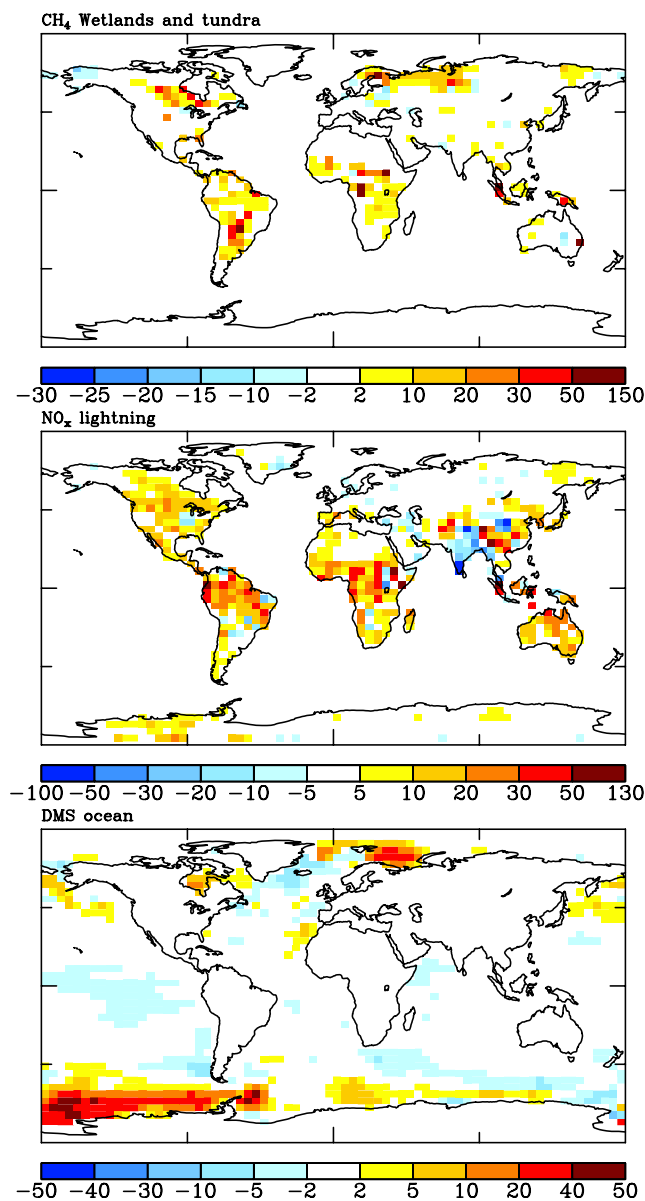 CH₄ Wetlands and tundra
−30 −25 −20 −15 −10 −2 2 10 20 30 50 150
NOₓ lightning
−100 −50 −30 −20 −10 −5 5 10 20 30 50 130
DMS ocean
−50 −40 −30 −10 −5 −2 2 5 10 20 40 50